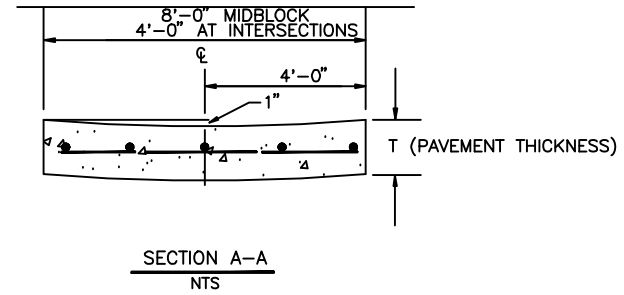 8'-0" MIDBLOCK
4'-0" AT INTERSECTIONS
℄
4'-0"
1"
T (PAVEMENT THICKNESS)
SECTION A-A
NTS